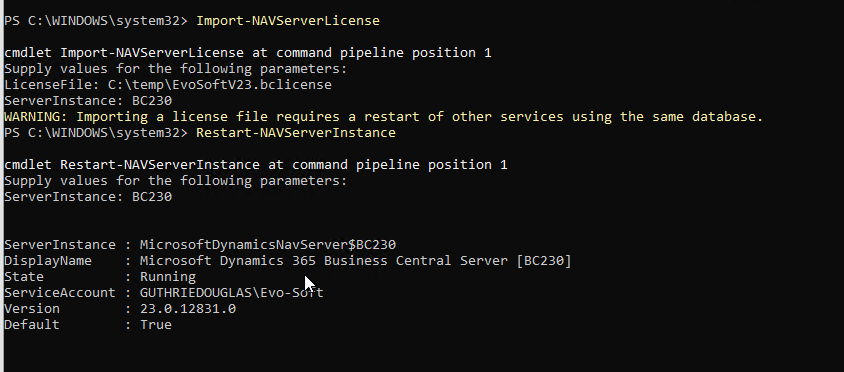 PS C:\WINDOWS\system32> Import-NAVServerLicense
cmdlet Import-NAVServerLicense at command pipeline position 1
Supply values for the following parameters:
LicenseFile: C:\temp\EvoSoftV23.bclicense
ServerInstance: BC230
WARNING: Importing a license file requires a restart of other services using the same database.
PS C:\WINDOWS\system32> Restart-NAVServerInstance
cmdlet Restart-NAVServerInstance at command pipeline position 1
Supply values for the following parameters:
ServerInstance: BC230
ServerInstance : MicrosoftDynamicsNavServer$BC230
DisplayName    : Microsoft Dynamics 365 Business Central Server [BC230]
State          : Running
ServiceAccount : GUTHRIEDOUGLAS\Evo-Soft
Version        : 23.0.12831.0
Default        : True